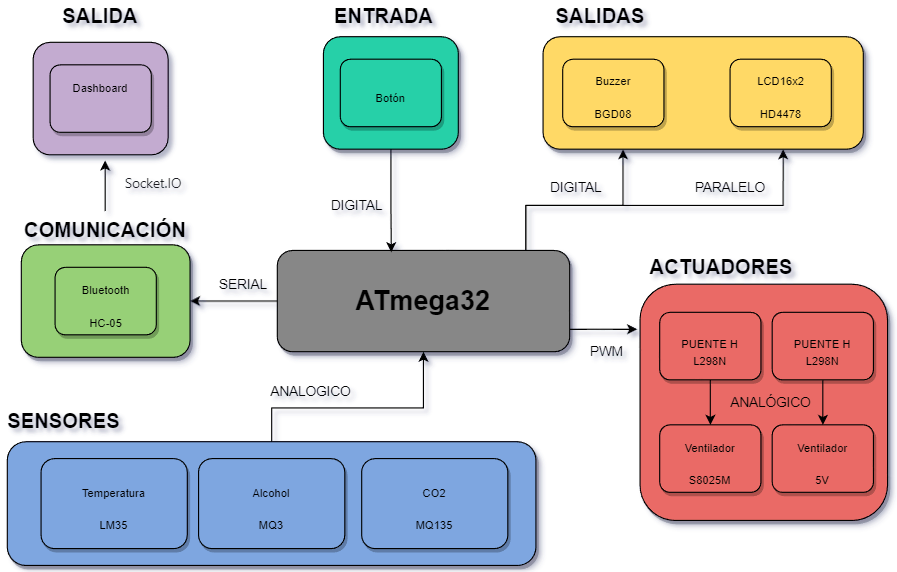 SALIDA
Dashboard
Socket.IO
ENTRADA
Botón
DIGITAL
SALIDAS
Buzzer
BGD08
LCD16x2
HD4478
DIGITAL
PARALELO
COMUNICACIÓN
Bluetooth
HC-05
SERIAL
ATmega32
PWM
ACTUADORES
PUENTE H
L298N
PUENTE H
L298N
ANALÓGICO
Ventilador
S8025M
Ventilador
5V
ANALOGICO
SENSORES
Temperatura
LM35
Alcohol
MQ3
CO2
MQ135